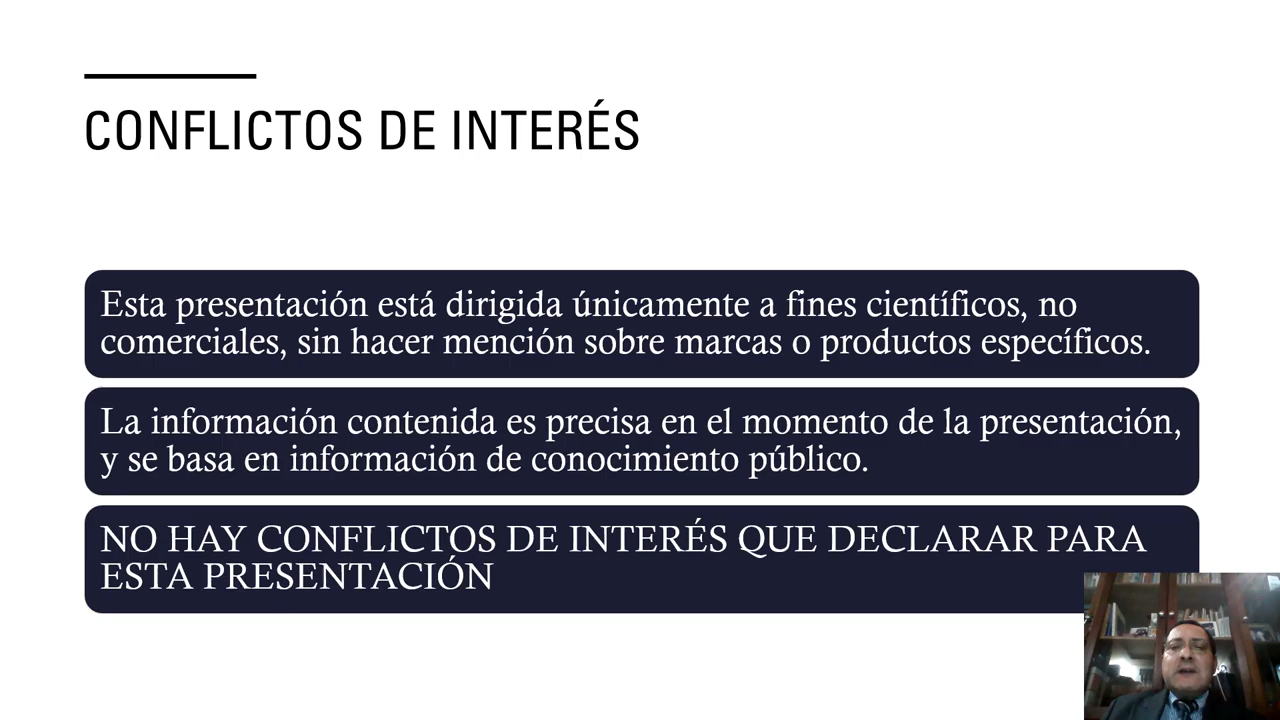 CONFLICTOS DE INTERÉS
Esta presentación está dirigida únicamente a fines científicos, no
comerciales, sin hacer mención sobre marcas o productos específicos.
La información contenida es precisa en el momento de la presentación,
y se basa en información de conocimiento público.
NO HAY CONFLICTOS DE INTERÉS QUE DECLARAR PARA
ESTA PRESENTACIÓN